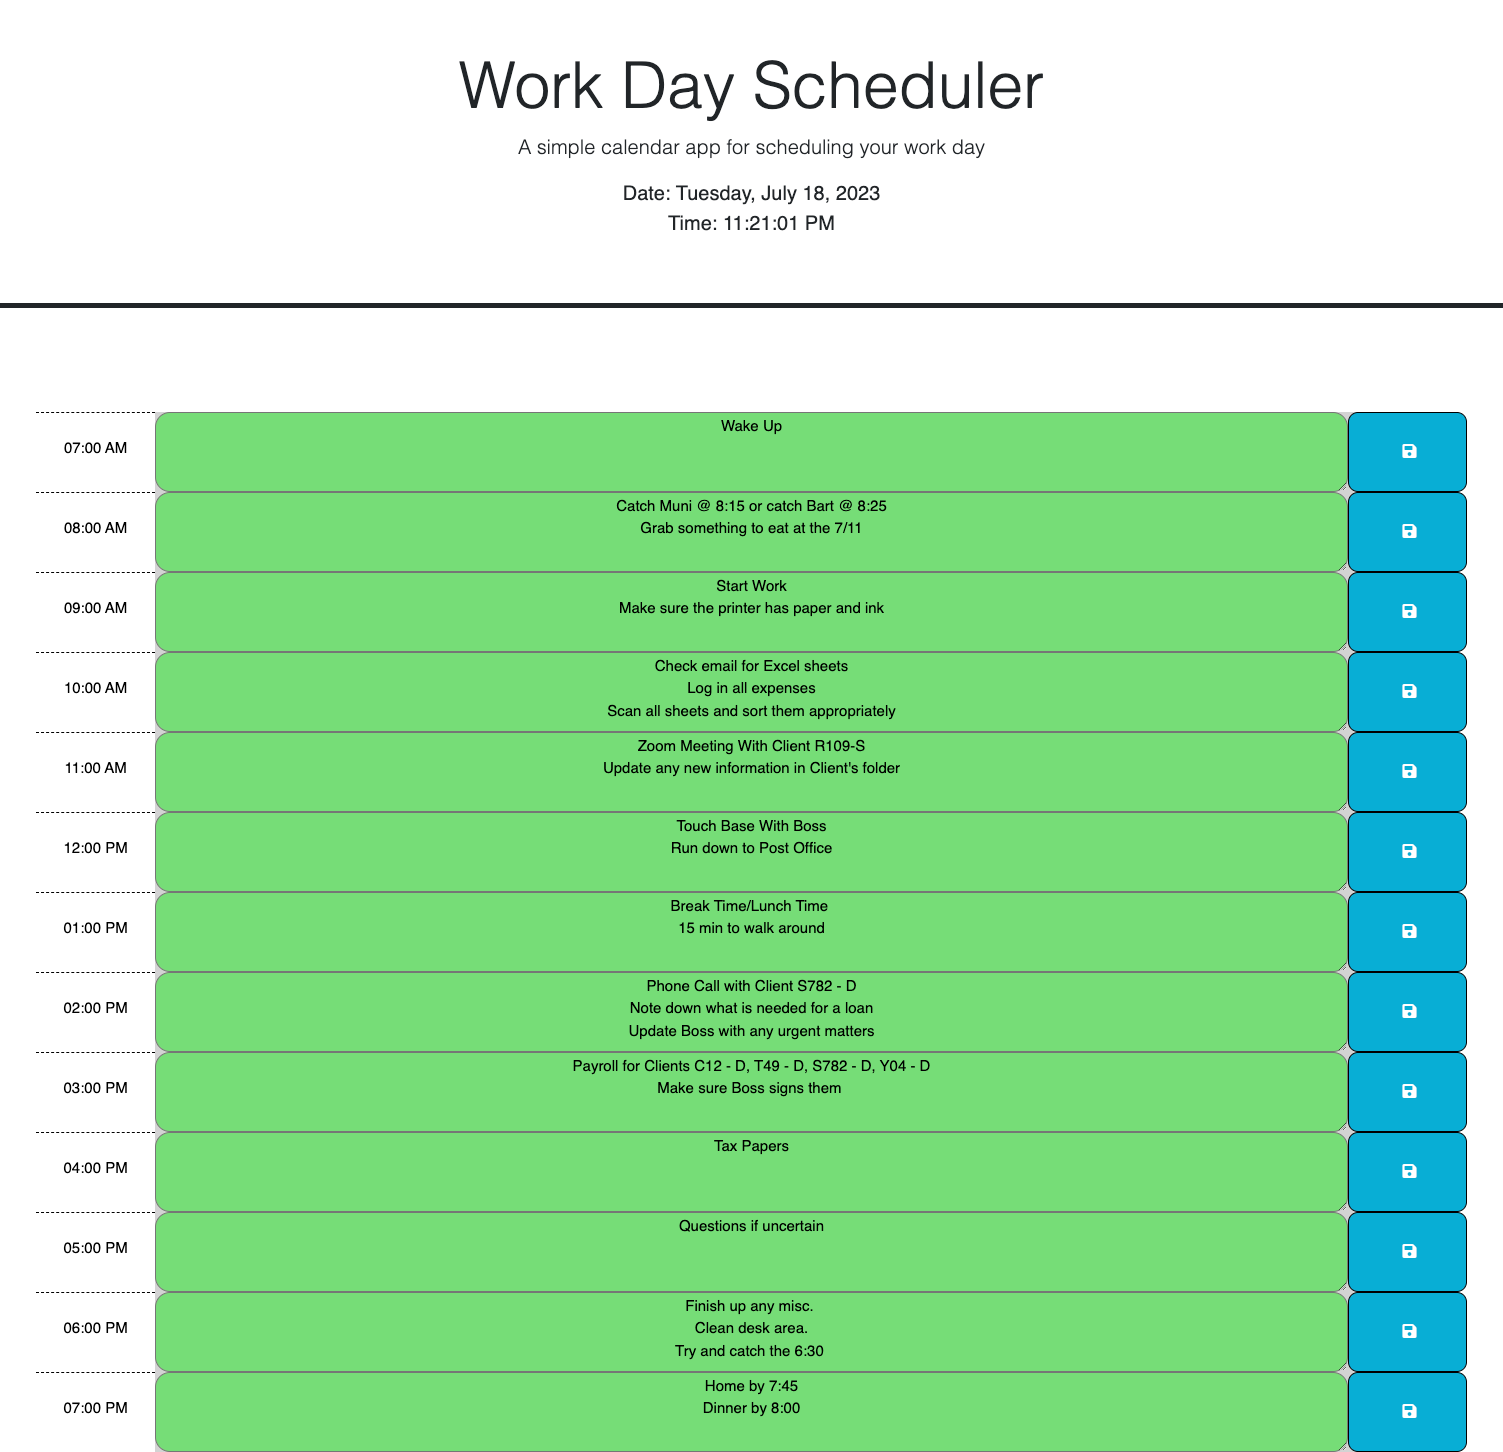 Work Day Scheduler
A simple calendar app for scheduling your work day
Date: Tuesday, July 18, 2023
Time: 11:21:01 PM
07:00 AM
Wake Up
08:00 AM
Catch Muni @ 8:15 or catch Bart @ 8:25
Grab something to eat at the 7/11
09:00 AM
Start Work
Make sure the printer has paper and ink
10:00 AM
Check email for Excel sheets
Log in all expenses
Scan all sheets and sort them appropriately
11:00 AM
Zoom Meeting With Client R109-S
Update any new information in Client's folder
12:00 PM
Touch Base With Boss
Run down to Post Office
01:00 PM
Break Time/Lunch Time
15 min to walk around
02:00 PM
Phone Call with Client S782 - D
Note down what is needed for a loan
Update Boss with any urgent matters
03:00 PM
Payroll for Clients C12 - D, T49 - D, S782 - D, Y04 - D
Make sure Boss signs them
04:00 PM
Tax Papers
05:00 PM
Questions if uncertain
06:00 PM
Finish up any misc.
Clean desk area.
Try and catch the 6:30
07:00 PM
Home by 7:45
Dinner by 8:00